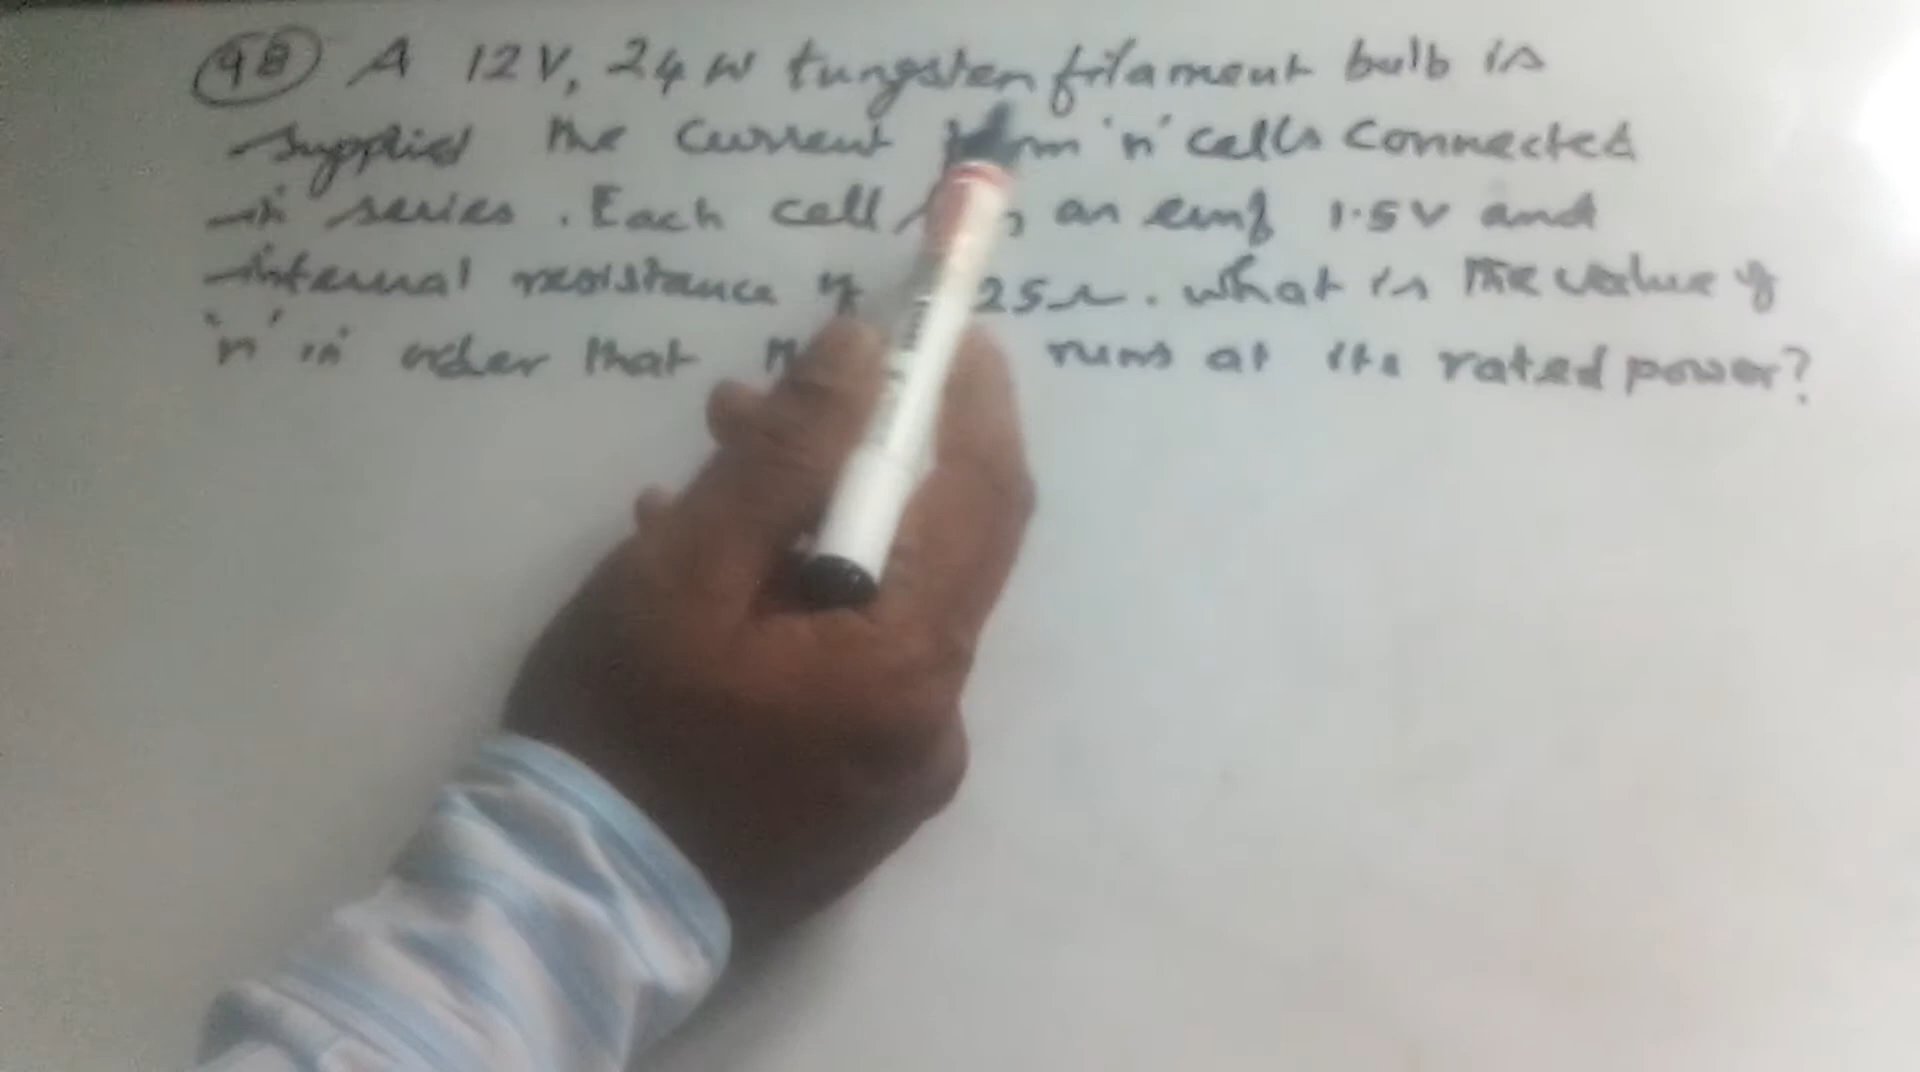 98 A 12V, 24W tungsten filament bulb is
supplied the current 'n' cells connected
in series. Each cell an emf 1.5V and
internal resistance of 25Ω. what is the value of
'n' in order that runs at its rated power?